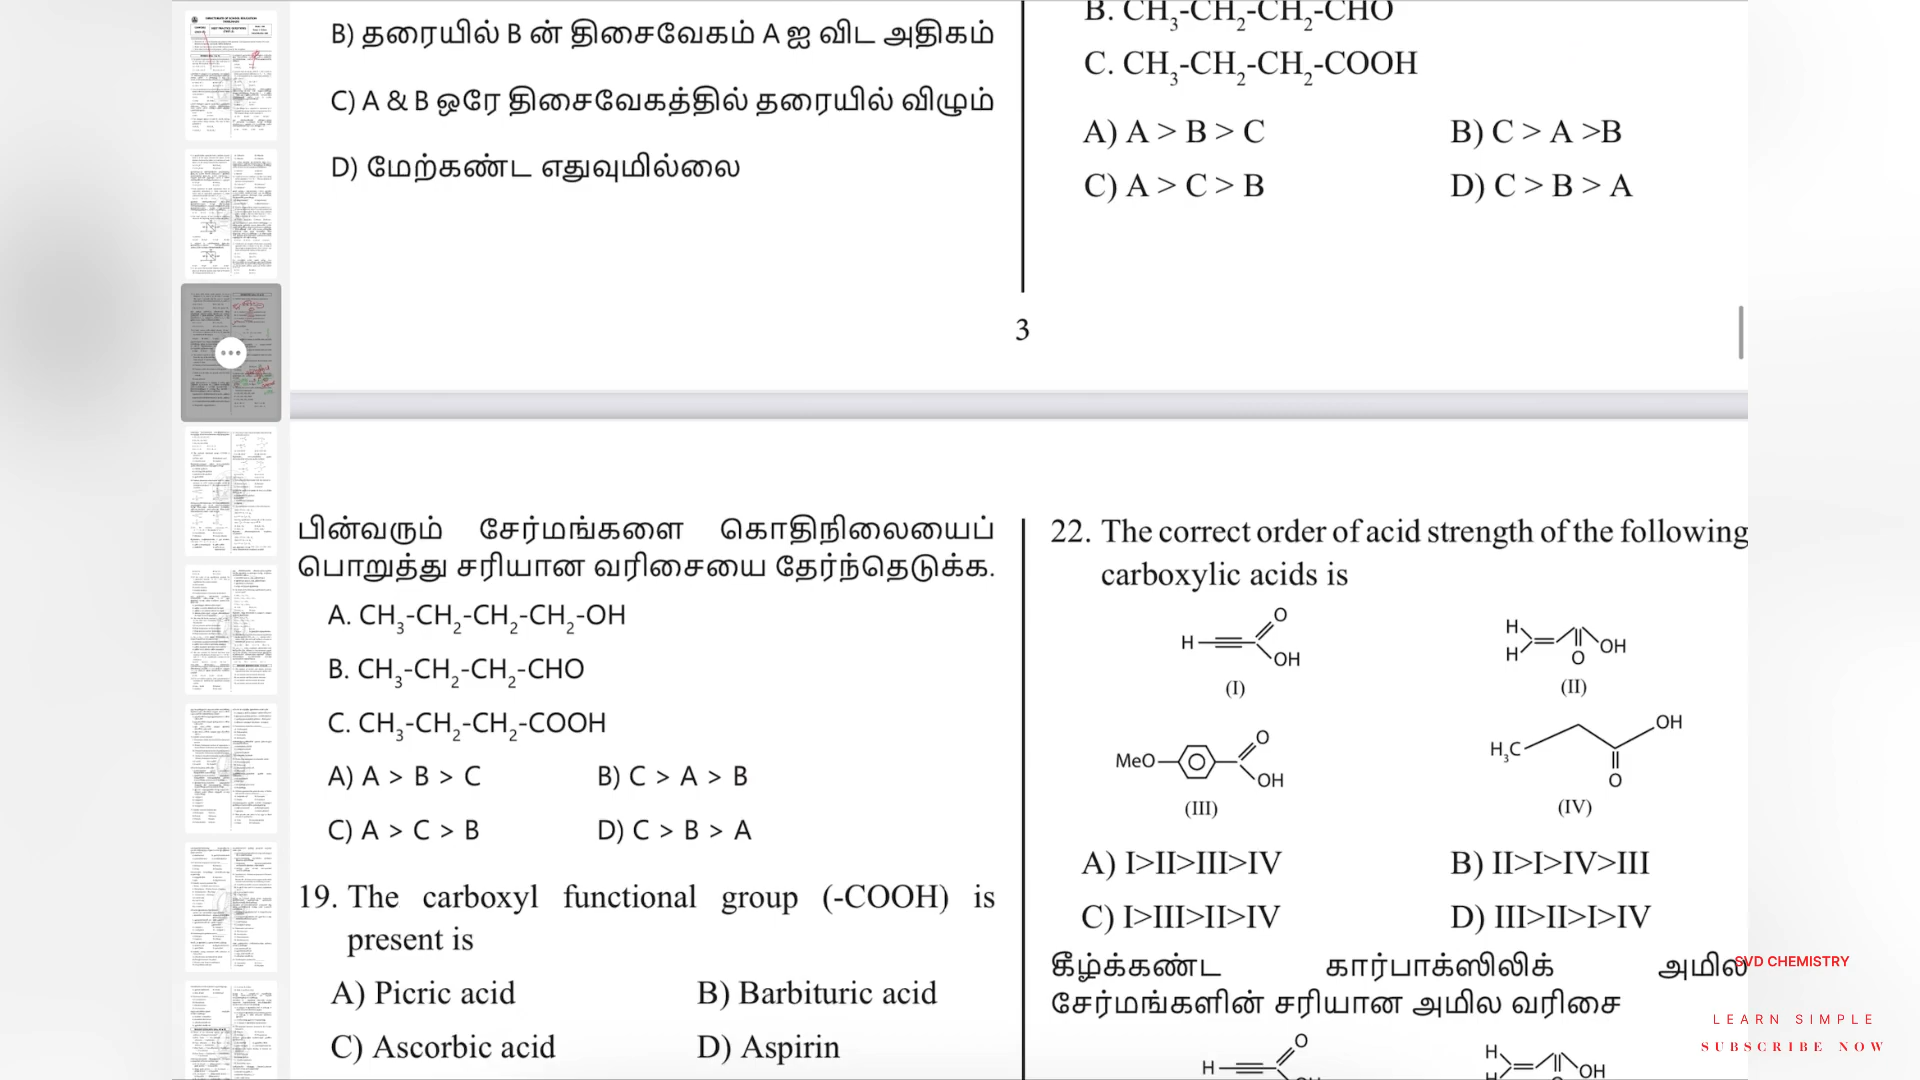 B) தரையில் B ன் திசைவேகம் A ஐ விட அதிகம்
C) A & B ஒரே திசைவேகத்தில் தரையில் விழும்
D) மேற்கண்ட எதுவுமில்லை
B. CH₃-CH₂-CH₂-CHO
C. CH₃-CH₂-CH₂-COOH
A) A > B > C B) C > A >B
C) A > C > B D) C > B > A
3
பின்வரும் சேர்மங்களை கொதிநிலையைப்
பொறுத்து சரியான வரிசையை தேர்ந்தெடுக்க.
A. CH₃-CH₂-CH₂-CH₂-OH
B. CH₃-CH₂-CH₂-CHO
C. CH₃-CH₂-CH₂-COOH
A) A > B > C B) C > A > B
C) A > C > B D) C > B > A
19. The carboxyl functional group (-COOH) is
present is
A) Picric acid B) Barbituric acid
C) Ascorbic acid D) Aspirin
22. The correct order of acid strength of the following
carboxylic acids is
H O OH
(I)
H H OH O
(II)
MeO O OH
(III)
H₃C OH O
(IV)
A) I>II>III>IV B) II>I>IV>III
C) I>III>II>IV D) III>II>I>IV
கீழ்க்கண்ட கார்பாக்ஸிலிக் அமில
சேர்மங்களின் சரியான அமில வரிசை
H O
H OH
SVD CHEMISTRY
LEARN SIMPLE
SUBSCRIBE NOW